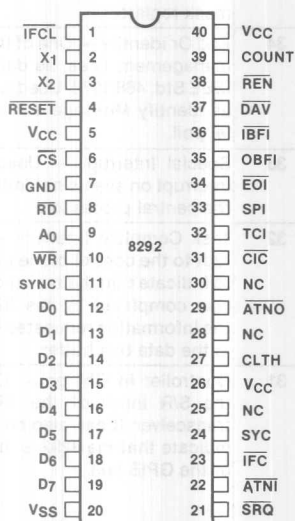 IFCL 1 40 VCC
X1 2 39 COUNT
X2 3 38 REN
RESET 4 37 DAV
VCC 5 36 IBFI
CS 6 35 OBFI
GND 7 34 EOI
RD 8 33 SPI
A0 9 32 TCI
8292
WR 10 31 CIC
SYNC 11 30 NC
D0 12 29 ATNO
D1 13 28 NC
D2 14 27 CLTH
D3 15 26 VCC
D4 16 25 NC
D5 17 24 SYC
D6 18 23 IFC
D7 19 22 ATNI
VSS 20 21 SRQ